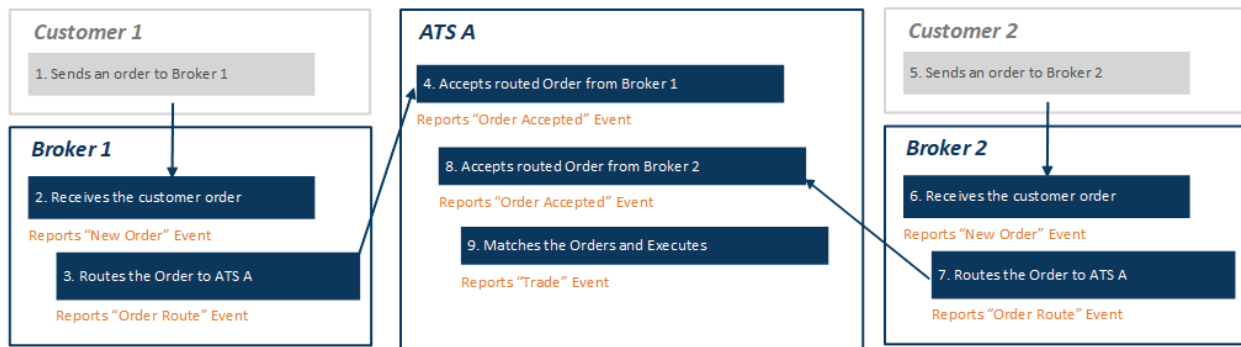 Customer 1
1. Sends an order to Broker 1
Broker 1
2. Receives the customer order
Reports “New Order” Event
3. Routes the Order to ATS A
Reports “Order Route” Event
ATS A
4. Accepts routed Order from Broker 1
Reports “Order Accepted” Event
8. Accepts routed Order from Broker 2
Reports “Order Accepted” Event
9. Matches the Orders and Executes
Reports “Trade” Event
Customer 2
5. Sends an order to Broker 2
Broker 2
6. Receives the customer order
Reports “New Order” Event
7. Routes the Order to ATS A
Reports “Order Route” Event